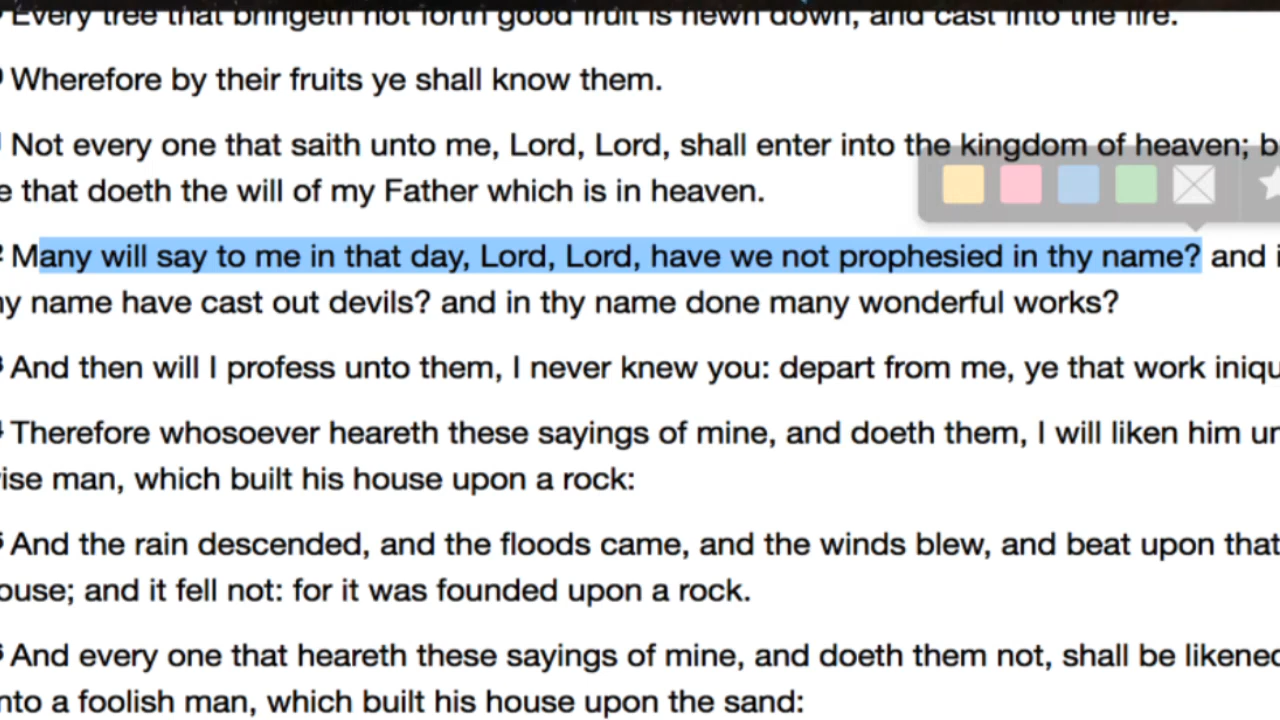 Every tree that bringeth not forth good fruit is hewn down, and cast into the fire.
Wherefore by their fruits ye shall know them.
Not every one that saith unto me, Lord, Lord, shall enter into the kingdom of heaven;
that doeth the will of my Father which is in heaven.
2 Many will say to me in that day, Lord, Lord, have we not prophesied in thy name? and
name have cast out devils? and in thy name done many wonderful works?
And then will I profess unto them, I never knew you: depart from me, ye that work
Therefore whosoever heareth these sayings of mine, and doeth them, I will liken him
man, which built his house upon a rock:
And the rain descended, and the floods came, and the winds blew, and beat upon that
and it fell not: for it was founded upon a rock.
And every one that heareth these sayings of mine, and doeth them not, shall be likened
a foolish man, which built his house upon the sand: